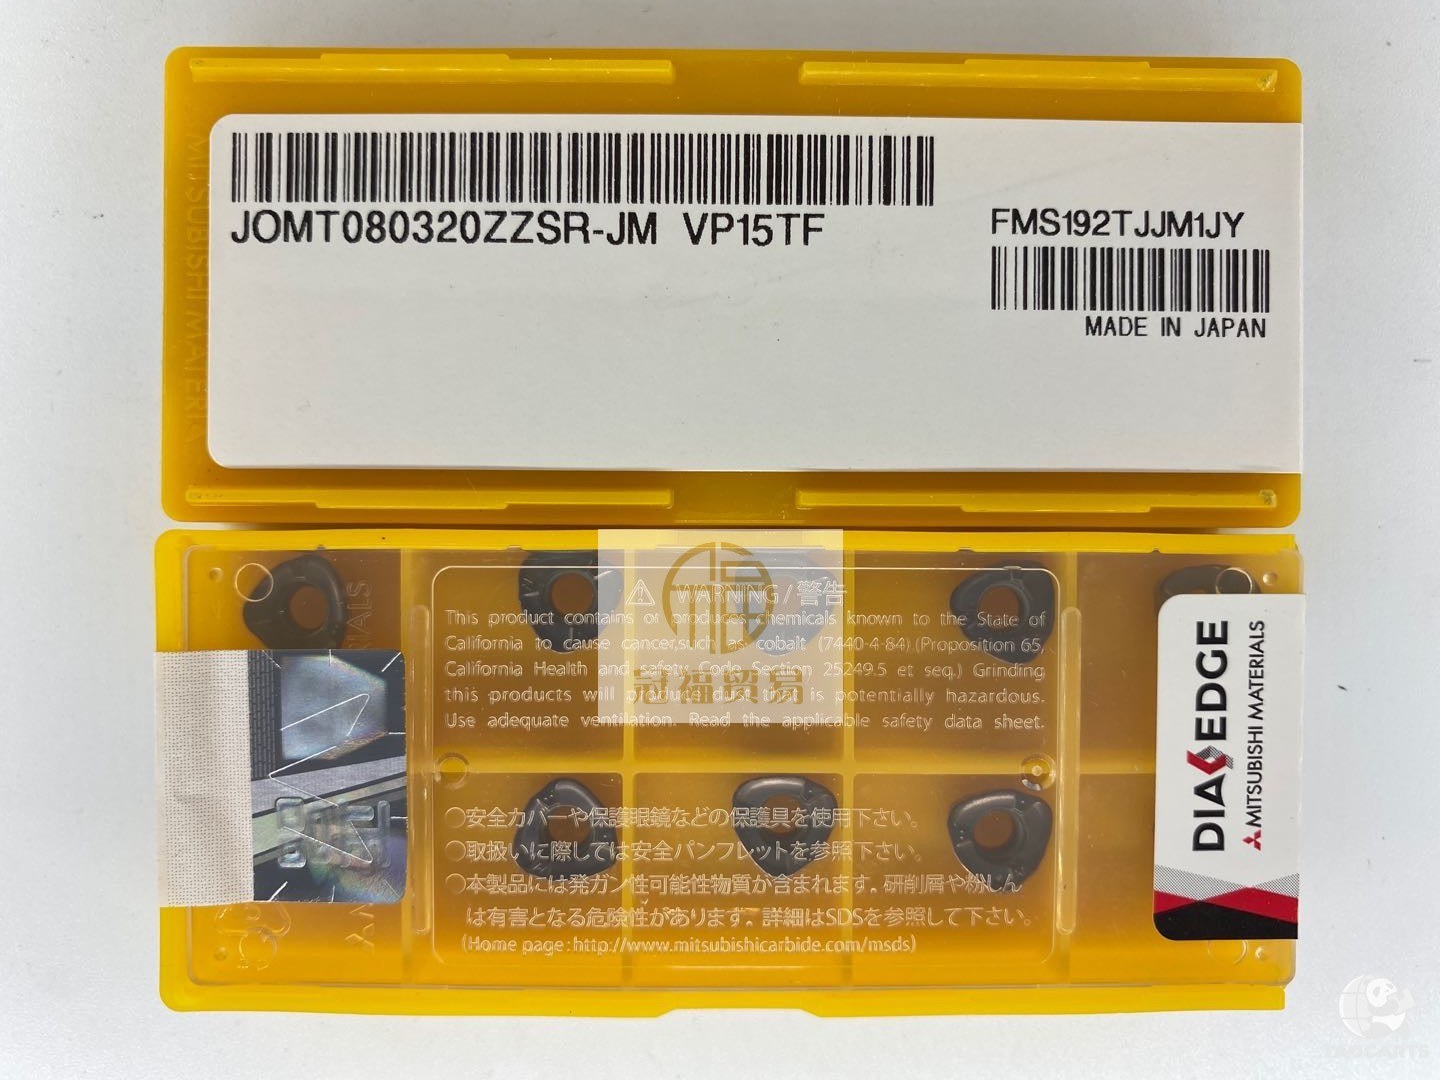 MITSUBISHI MATERIA
JOMT080320ZZSR-JM VP15TF
FMS192TJJM1JY
MADE IN JAPAN
WARNING/警告
This product contains or produces chemicals known to the State of
California to cause cancer,such as cobalt (7440-4-84)(Proposition 65,
California Health and safety Code Section 25249.5 et seq.) Grinding
this products will produce dust that is potentially hazardous.
Use adequate ventilation. Read the applicable safety data sheet.
冠福贸易
○安全カバーや保護眼鏡などの保護具を使用下さい。
○取扱いに際しては安全パンフレットを参照下さい。
○本製品には発ガン性可能性物質が含まれます。研削屑や粉じん
は有害となる危険性があります。詳細はSDSを参照して下さい。
(Home page:http://www.mitsubishicarbide.com/msds)
DIAEDGE
MITSUBISHI MATERIALS